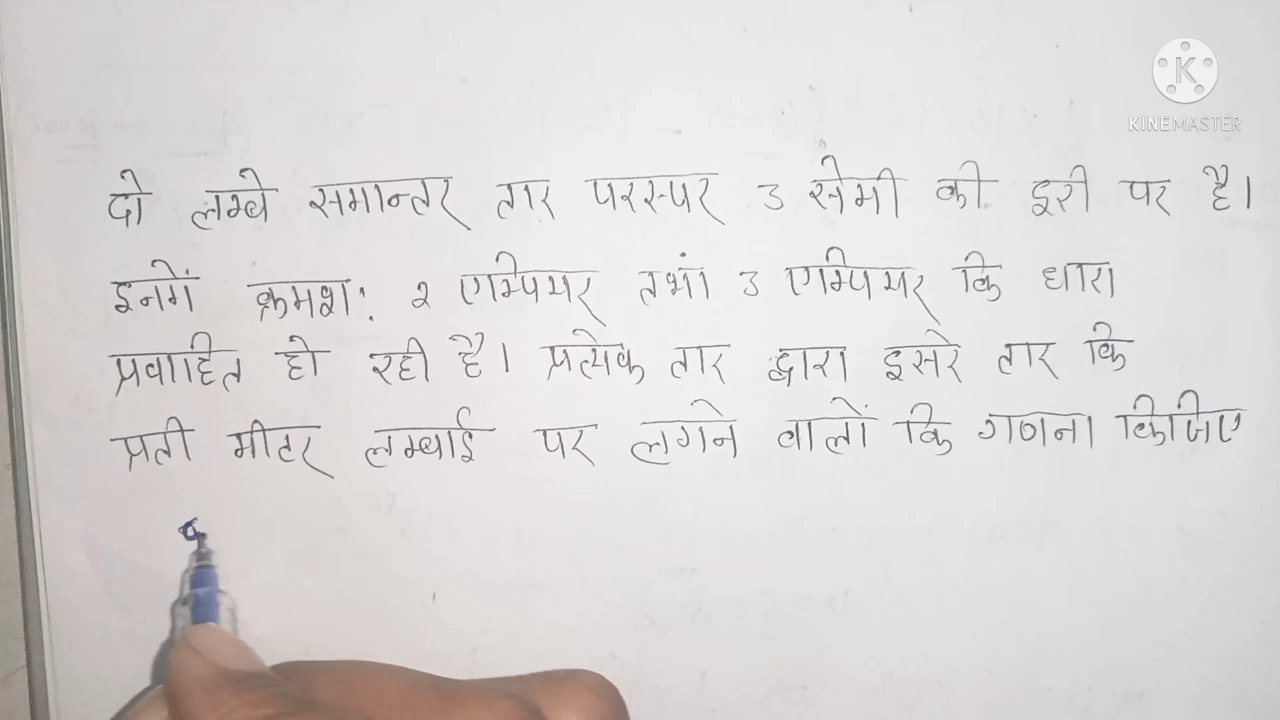 KINEMASTER
दो लम्बे समान्तर तार परस्पर 3 सेमी की दूरी पर है।
इनमें क्रमश: 2 एम्पियर तथां 3 एम्पियर कि धारा
प्रवाहित हो रही है। प्रत्येक तार द्वारा दूसरे तार कि
प्रती मीटर लम्बाई पर लगने वालों कि गणना किजिए